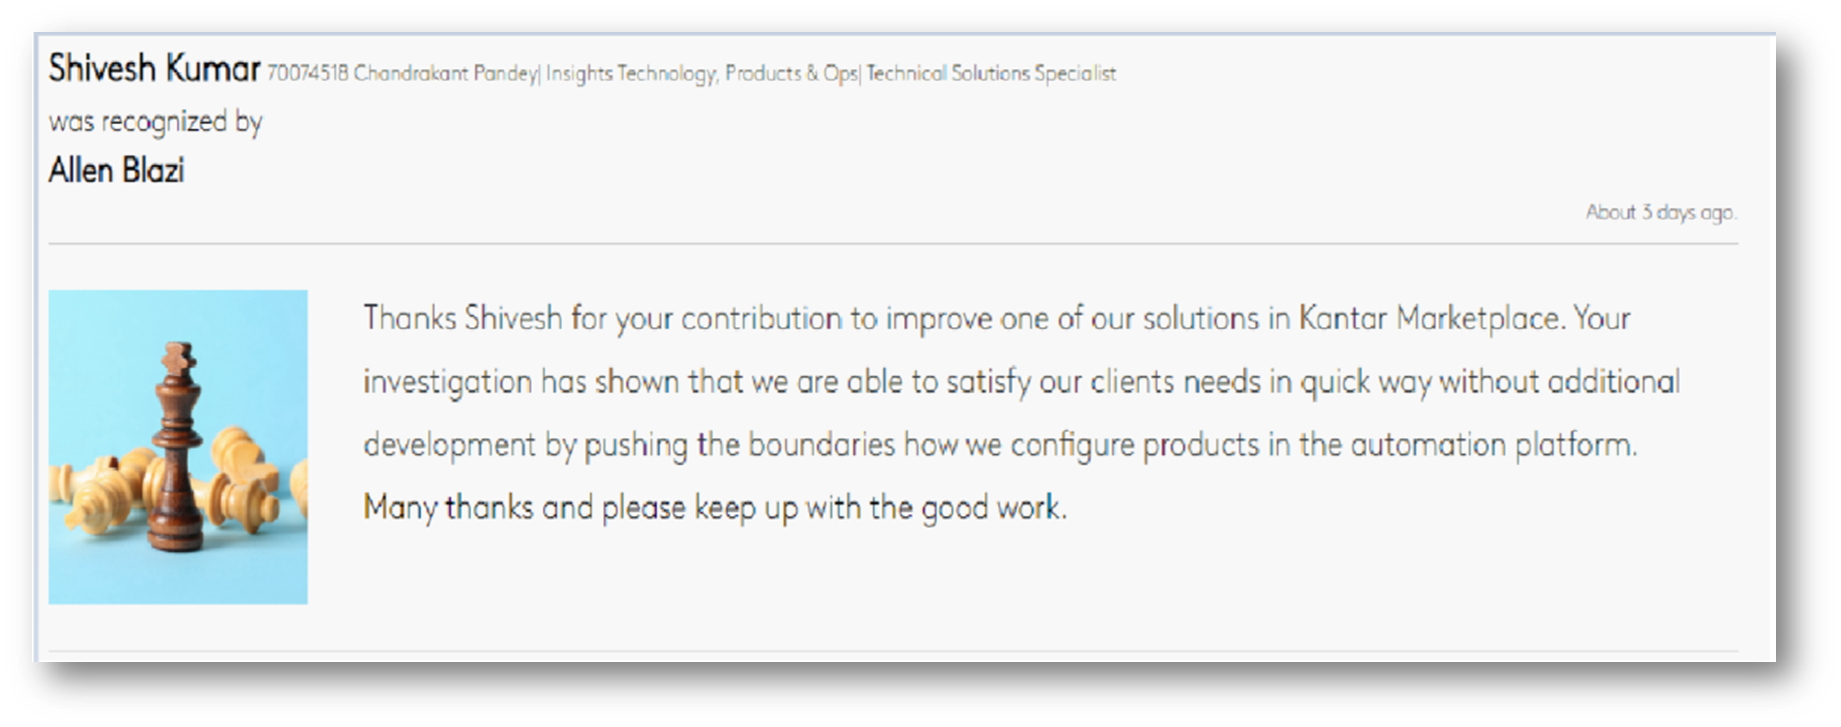 Shivesh Kumar 70074518 Chandrakant Pandey| Insights Technology, Products & Ops| Technical Solutions Specialist
was recognized by
Allen Blazi
About 3 days ago.
Thanks Shivesh for your contribution to improve one of our solutions in Kantar Marketplace. Your
investigation has shown that we are able to satisfy our clients needs in quick way without additional
development by pushing the boundaries how we configure products in the automation platform.
Many thanks and please keep up with the good work.